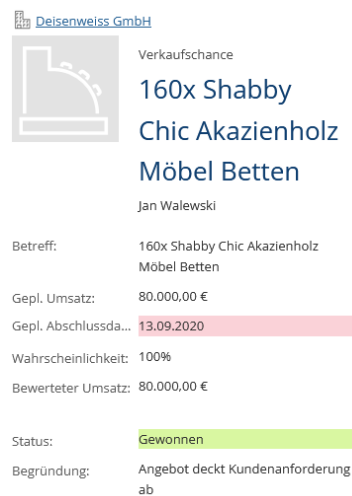 Deisenweiss GmbH
Verkaufschance
160x Shabby
Chic Akazienholz
Möbel Betten
Jan Walewski
Betreff: 160x Shabby Chic Akazienholz
Möbel Betten
Gepl. Umsatz: 80.000,00 €
Gepl. Abschlussda... 13.09.2020
Wahrscheinlichkeit: 100%
Bewerteter Umsatz: 80.000,00 €
Status: Gewonnen
Begründung: Angebot deckt Kundenanforderung
ab